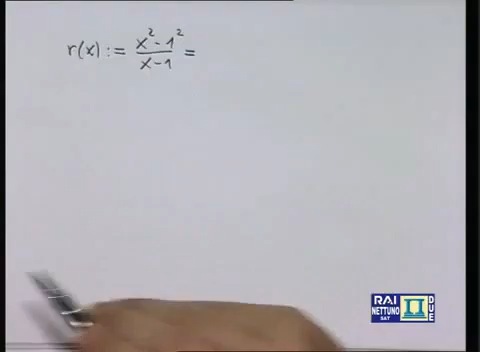 r(x) := x² - 1² / x - 1 =
RAI
NETTUNO
SAT
DUE